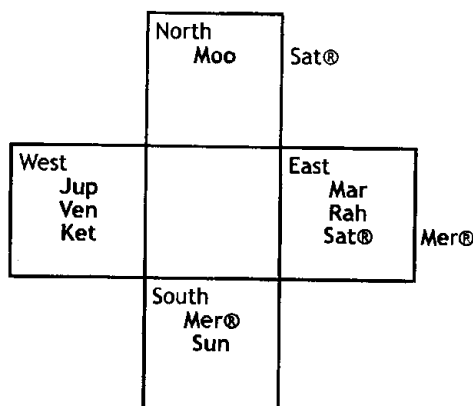 North
Moo
Sat®
West
Jup
Ven
Ket
East
Mar
Rah
Sat®
Mer®
South
Mer®
Sun